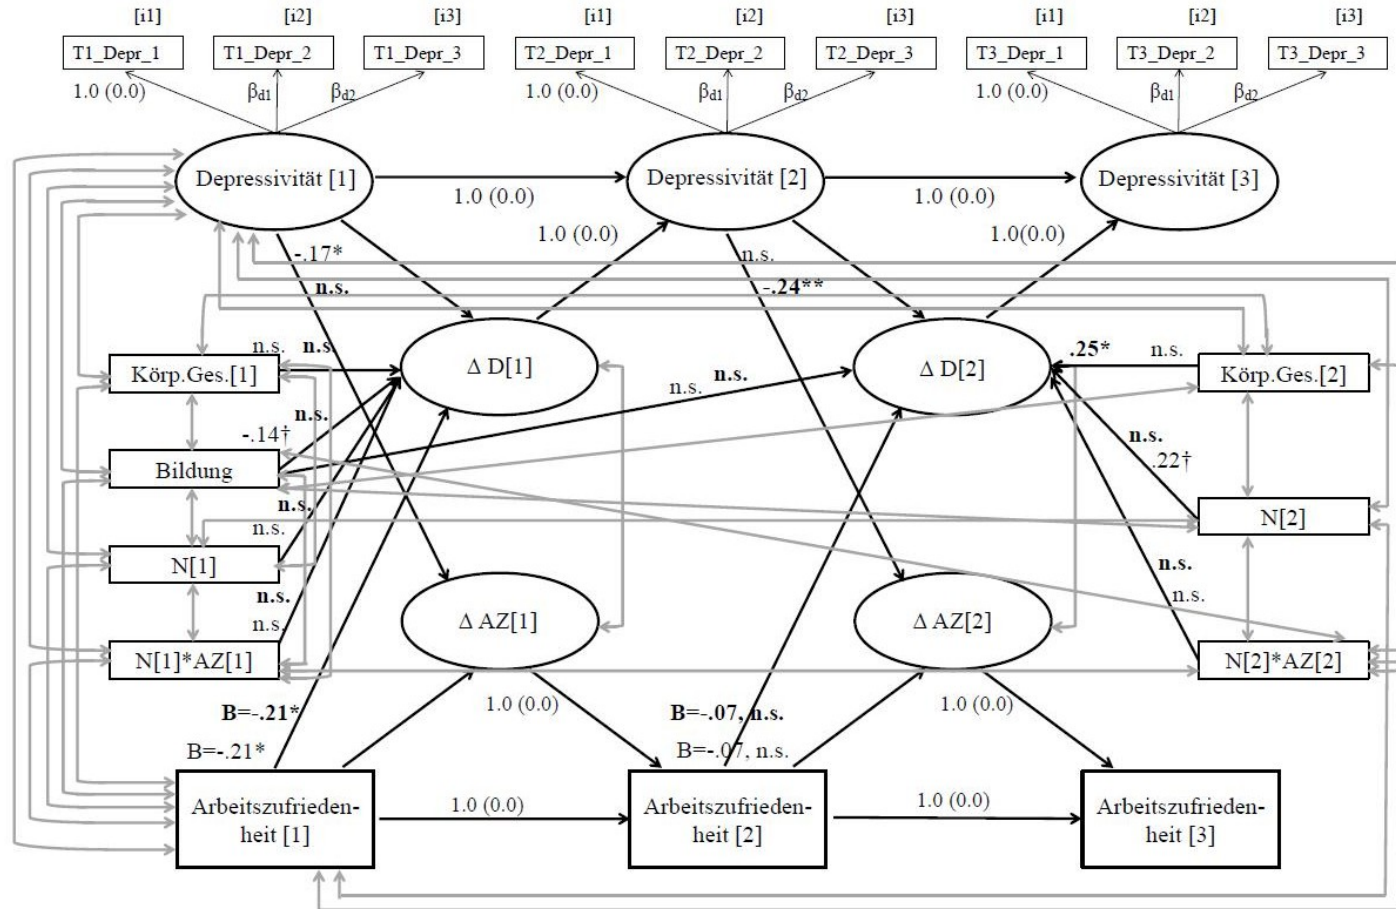 [i1] [i2] [i3] [i1] [i2] [i3] [i1] [i2] [i3]
T1_Depr_1 T1_Depr_2 T1_Depr_3 T2_Depr_1 T2_Depr_2 T2_Depr_3 T3_Depr_1 T3_Depr_2 T3_Depr_3
1.0 (0.0) βd1 βd2 1.0 (0.0) βd1 βd2 1.0 (0.0) βd1 βd2
Depressivität [1] Depressivität [2] Depressivität [3]
1.0 (0.0) 1.0 (0.0)
1.0 (0.0) 1.0(0.0)
-.17* n.s.
n.s. -.24**
n.s. n.s. .25* n.s.
Körp.Ges.[1] Δ D[1] Δ D[2] Körp.Ges.[2]
n.s. n.s.
n.s. n.s.
-.14† .22†
Bildung
n.s.
n.s. N[2]
N[1]
n.s. n.s.
n.s. n.s.
Δ AZ[1] Δ AZ[2]
N[1]*AZ[1] N[2]*AZ[2]
1.0 (0.0) 1.0 (0.0)
B=-.21* B=-.07, n.s.
B=-.21* B=-.07, n.s.
1.0 (0.0) 1.0 (0.0)
Arbeitszufrieden- Arbeitszufrieden- Arbeitszufrieden-
heit [1] heit [2] heit [3]